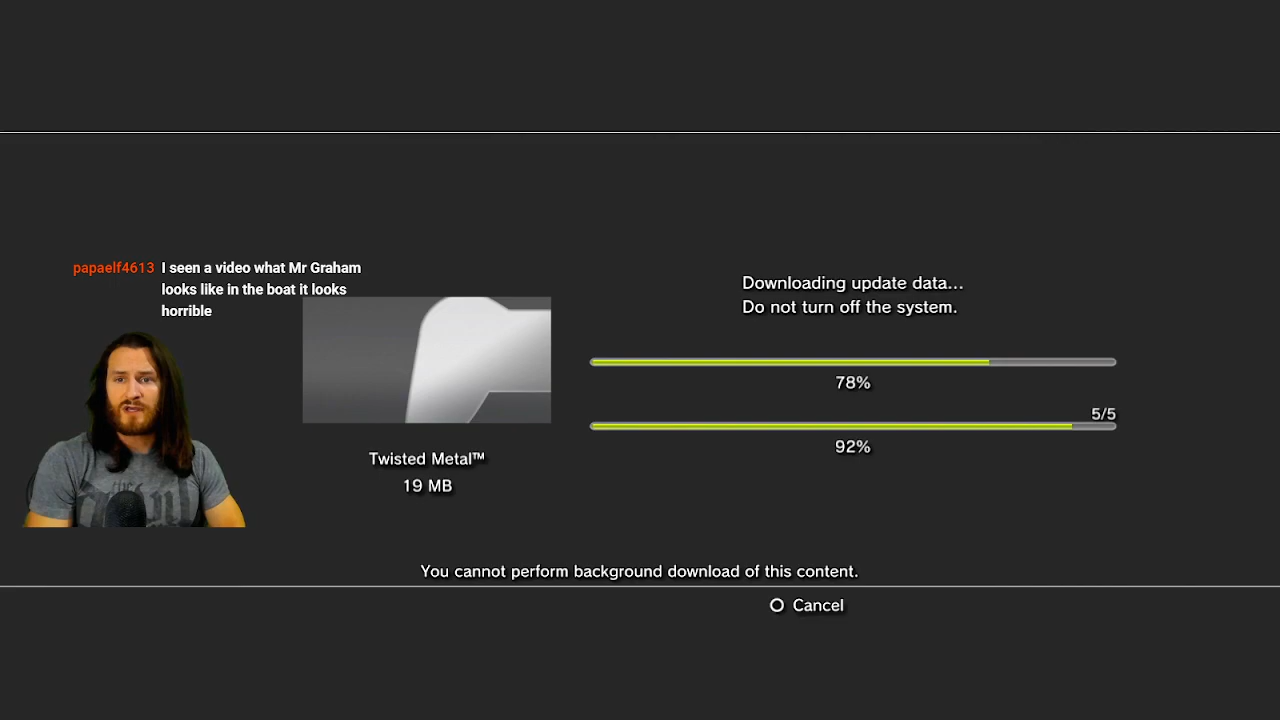 papaelf4613 I seen a video what Mr Graham
looks like in the boat it looks
horrible
Downloading update data...
Do not turn off the system.
78%
5/5
92%
Twisted Metal™
19 MB
You cannot perform background download of this content.
Cancel